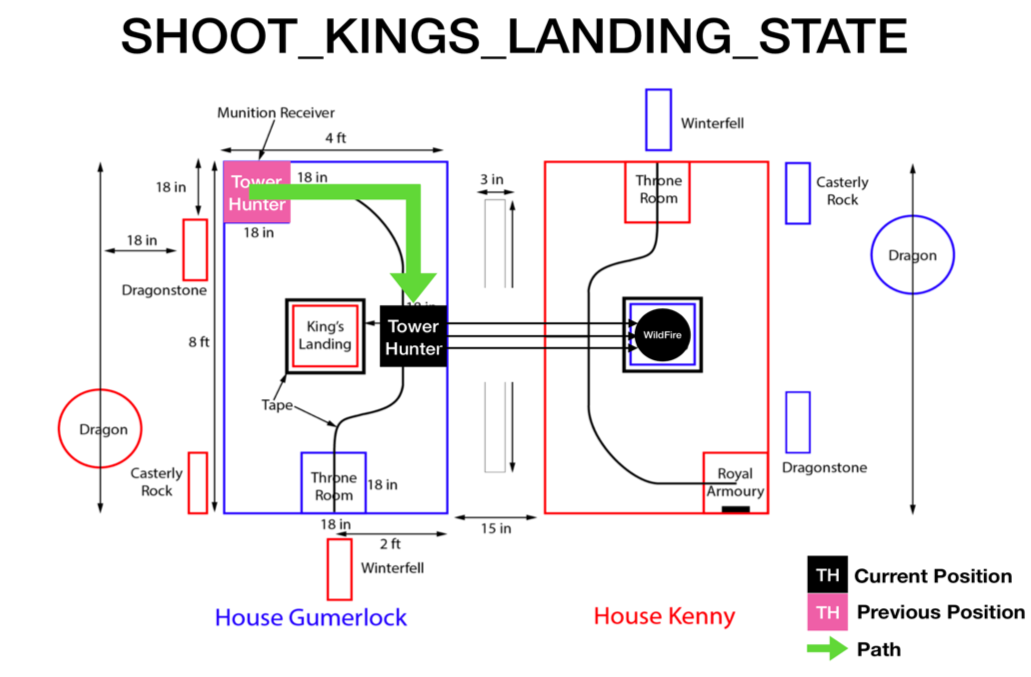 SHOOT_KINGS_LANDING_STATE
Munition Receiver
4 ft
Winterfell
Tower
Hunter
18 in
18 in
18 in
Throne
Room
3 in
Casterly
Rock
18 in
Dragonstone
Dragon
8 ft
King's
Landing
Tower
Hunter
WildFire
Tape
Dragon
Casterly
Rock
Throne
Room
18 in
Royal
Armoury
Dragonstone
18 in
2 ft
15 in
Winterfell
House Gumerlock
House Kenny
TH Current Position
TH Previous Position
Path